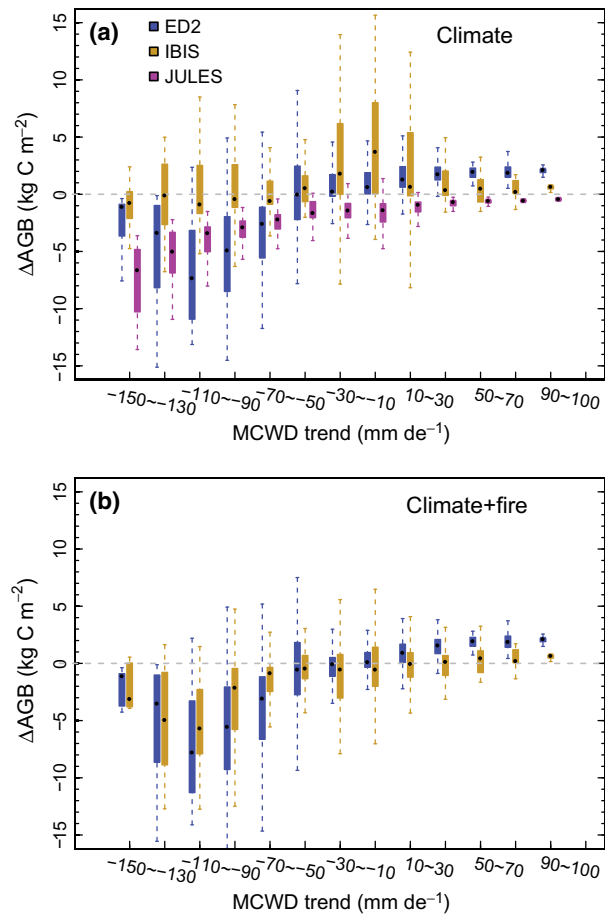 (a)
Climate
ED2
IBIS
JULES
15
10
5
0
−5
−10
−15
ΔAGB (kg C m−2)
−150~−130
−110~−90
−70~−50
−30~−10
10~30
50~70
90~100
MCWD trend (mm de−1)
(b)
Climate+fire
15
10
5
0
−5
−10
−15
ΔAGB (kg C m−2)
−150~−130
−110~−90
−70~−50
−30~−10
10~30
50~70
90~100
MCWD trend (mm de−1)